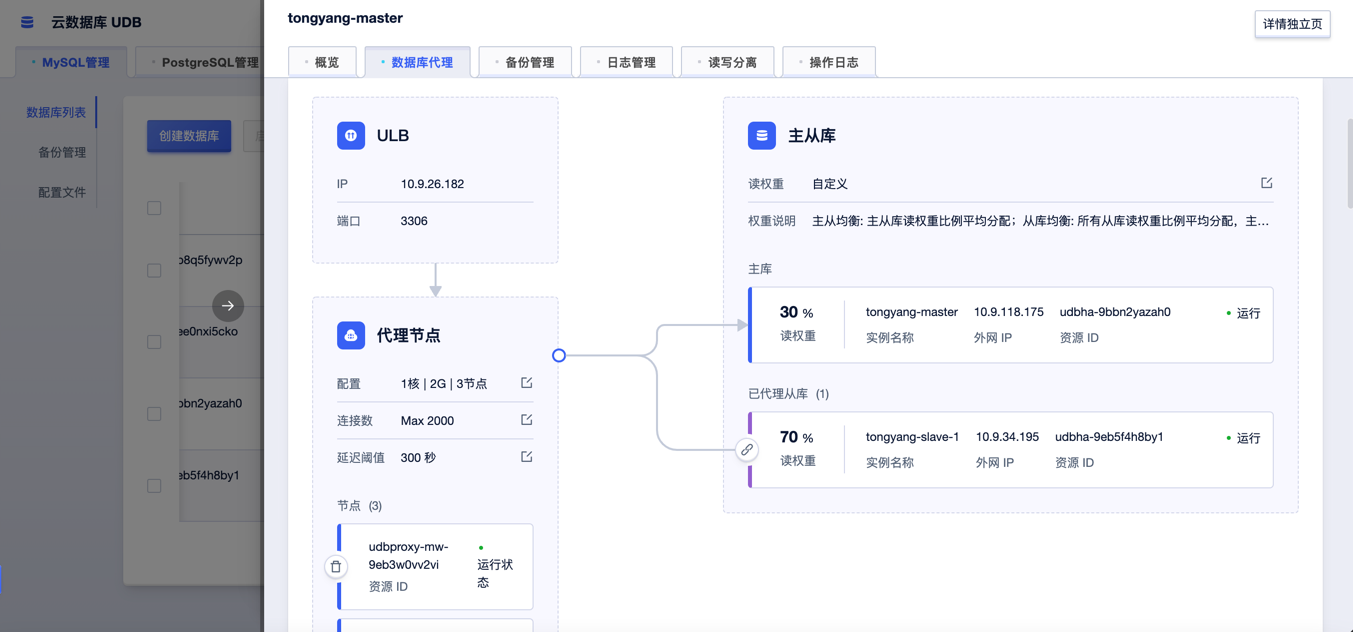 云数据库 UDB
MySQL管理
PostgreSQL管理
数据库列表
备份管理
配置文件
创建数据库
o8q5fywv2p
ee0nxi5cko
obn2yazah0
eb5f4h8by1
tongyang-master
详情独立页
概览
数据库代理
备份管理
日志管理
读写分离
操作日志
ULB
IP 10.9.26.182
端口 3306
代理节点
配置 1核 | 2G | 3节点
连接数 Max 2000
延迟阈值 300 秒
节点 (3)
udbproxy-mw-
9eb3w0vv2vi
资源 ID
运行状
态
主从库
读权重 自定义
权重说明 主从均衡: 主从库读权重比例平均分配；从库均衡: 所有从库读权重比例平均分配，主...
主库
30 % tongyang-master 10.9.118.175 udbha-9bbn2yazah0 运行
读权重 实例名称 外网 IP 资源 ID
已代理从库 (1)
70 % tongyang-slave-1 10.9.34.195 udbha-9eb5f4h8by1 运行
读权重 实例名称 外网 IP 资源 ID